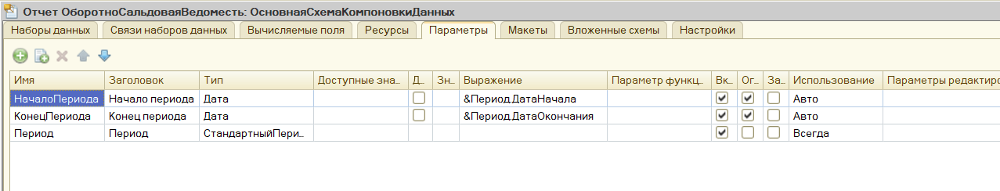 Отчет ОборотноСальдоваяВедомость: ОсновнаяСхемаКомпоновкиДанных
Наборы данных Связи наборов данных Вычисляемые поля Ресурсы Параметры Макеты Вложенные схемы Настройки
Имя Заголовок Тип Доступные зна... Д... Зн... Выражение Параметр функц... Вк... Ог... За... Использование Параметры редактиро
НачалоПериода Начало периода Дата &Период.ДатаНачала Авто
КонецПериода Конец периода Дата &Период.ДатаОкончания Авто
Период Период СтандартныйПери... Всегда